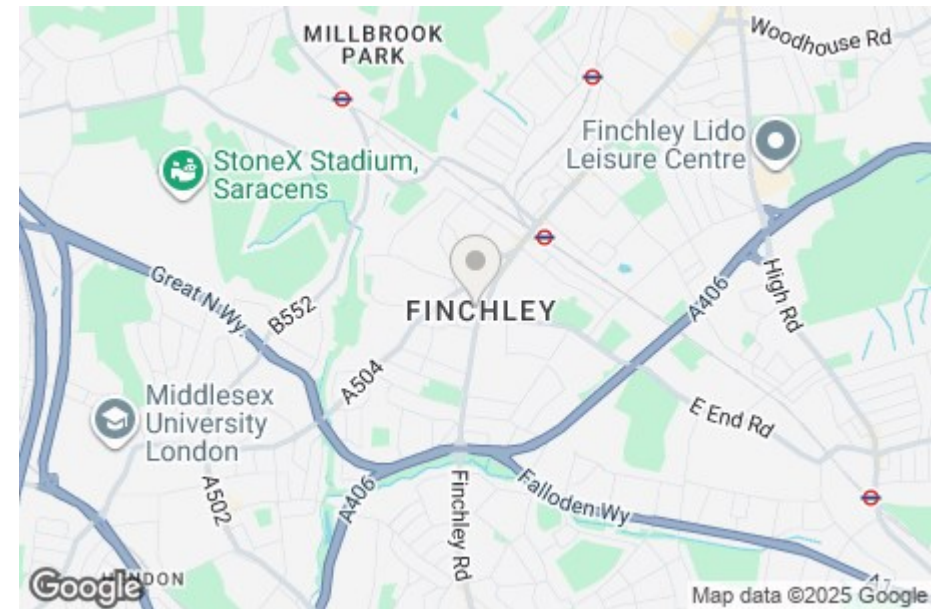 MILLBROOK
PARK
Woodhouse Rd
Finchley Lido
Leisure Centre
StoneX Stadium,
Saracens
Great N Wy.
B552
FINCHLEY
A406
High Rd
A504
Middlesex
University
London
E End Rd
A502
A406
Finchley Rd
Falloden Wy
Google
Map data ©2025 Google